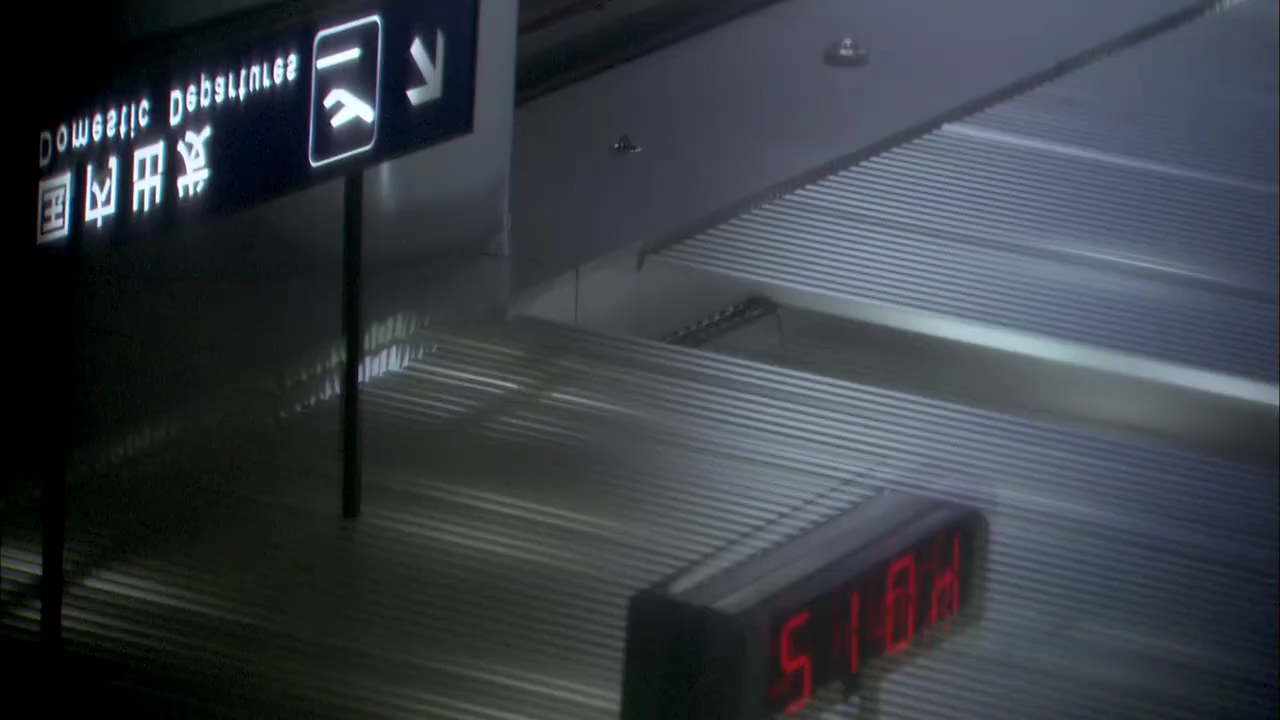 国内出发
Domestic Departures